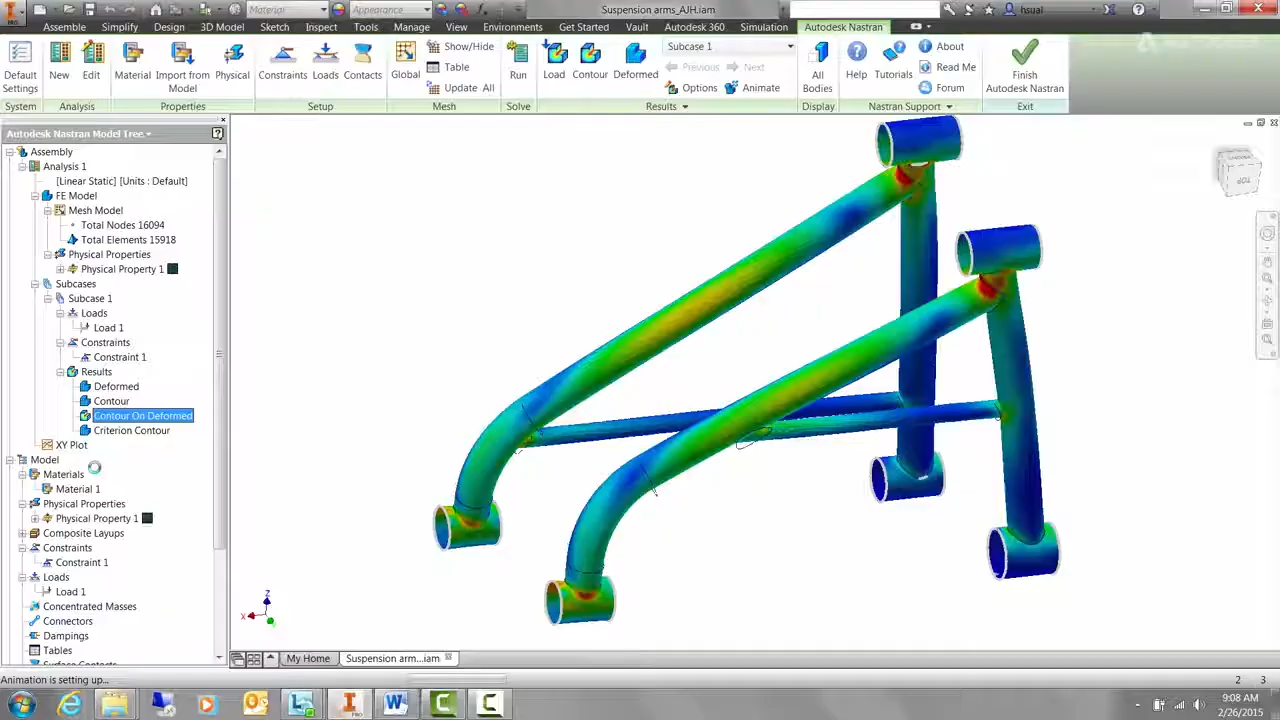 Material
Appearance
Suspension arms_AJH.iam
hsual
PRO
Assemble Simplify Design 3D Model Sketch Inspect Tools Manage View Environments Get Started Vault Autodesk 360 Simulation Autodesk Nastran
Default Settings
New
Edit
Material
Import from Model
Constraints
Loads
Contacts
Global
Show/Hide
Table
Update All
Run
Load
Contour
Deformed
Subcase 1
Previous
Next
Options
Animate
All Bodies
Help
Tutorials
About
Read Me
Forum
Finish Autodesk Nastran
System Analysis Properties Setup Mesh Solve Results Display Nastran Support Exit
Autodesk Nastran Model Tree
Assembly
Analysis 1
[Linear Static] [Units : Default]
FE Model
Mesh Model
Total Nodes 16094
Total Elements 15918
Physical Properties
Physical Property 1
Subcases
Subcase 1
Loads
Load 1
Constraints
Constraint 1
Results
Deformed
Contour
Contour On Deformed
Criterion Contour
XY Plot
Model
Materials
Material 1
Physical Properties
Physical Property 1
Composite Layups
Constraints
Constraint 1
Loads
Load 1
Concentrated Masses
Connectors
Dampings
Tables
Surface Contacts
TOP
Z
X
My Home
Suspension arm...iam
Animation is setting up...
2 3
PRO
9:08 AM
2/26/2015